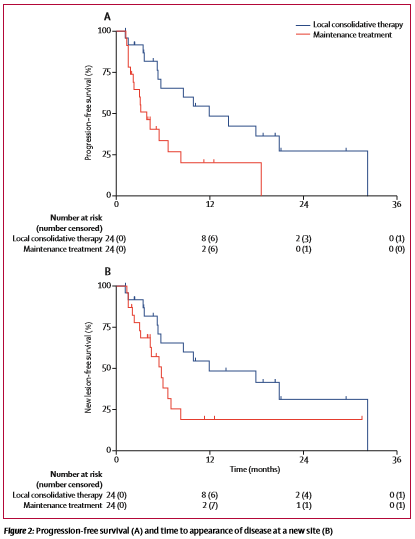 A
Local consolidative therapy
Maintenance treatment
100
75
50
25
0
Progression-free survival (%)
0 12 24 36
Number at risk
(number censored)
Local consolidative therapy 24 (0) 8 (6) 2 (3) 0 (1)
Maintenance treatment 24 (0) 2 (6) 0 (1) 0 (0)
B
100
75
50
25
0
New lesion-free survival (%)
0 12 24 36
Time (months)
Number at risk
(number censored)
Local consolidative therapy 24 (0) 8 (6) 2 (4) 0 (1)
Maintenance treatment 24 (0) 2 (7) 1 (1) 0 (1)
Figure 2: Progression-free survival (A) and time to appearance of disease at a new site (B)